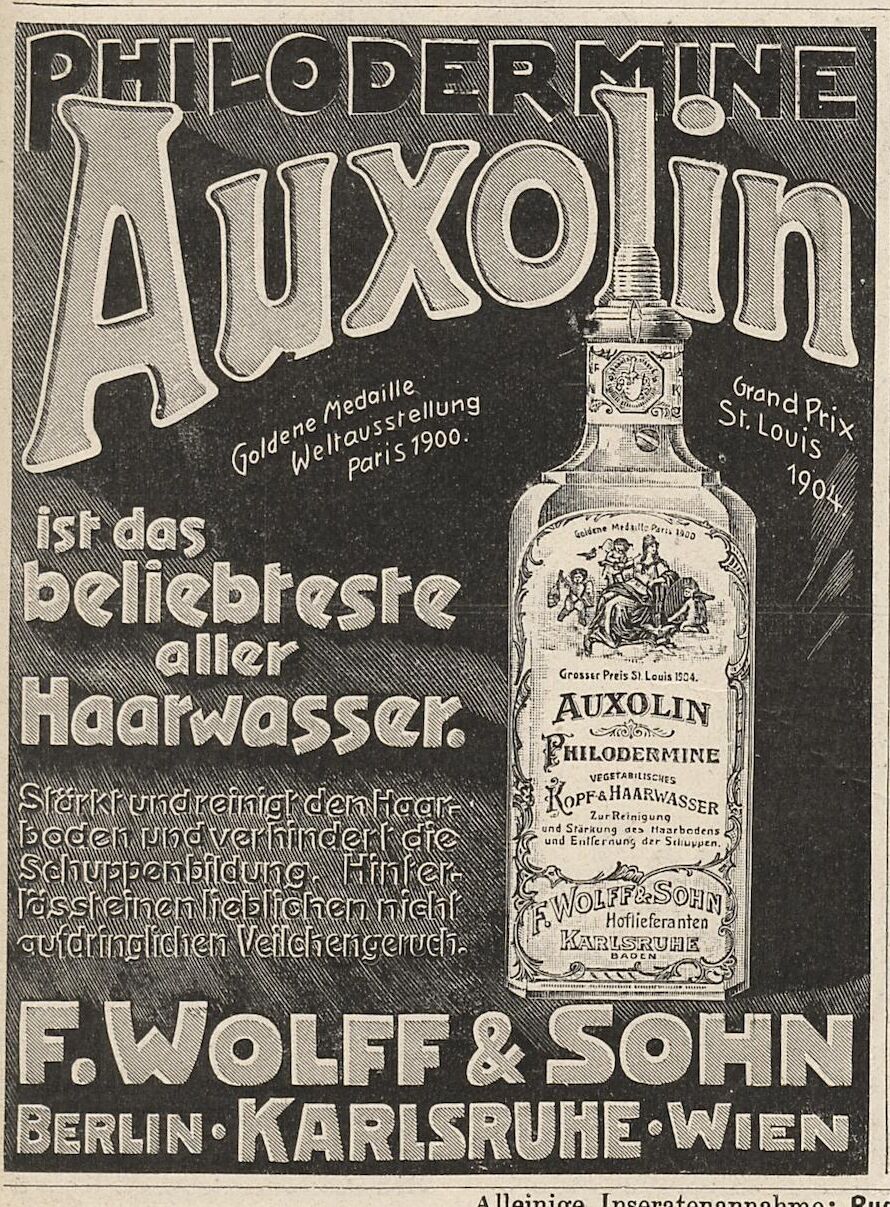 PHILODERMINE
Auxolin
Goldene Medaille
Weltausstellung
Paris 1900.
Grand Prix
St. Louis
1904
ist das
beliebteste
aller
Haarwasser.
Stärkt und reinigt den Haar-
boden und verhindert die
Schuppenbildung. Hinter-
lässt einen lieblichen nicht
aufdringlichen Veilchengeruch.
Goldene Medaille Paris 1900
Grosser Preis St. Louis 1904.
AUXOLIN
PHILODERMINE
VEGETABILISCHES
KOPF & HAARWASSER
Zur Reinigung
und Stärkung des Haarbodens
und Entfernung der Schuppen.
F. WOLFF & SOHN
Hoflieferanten
KARLSRUHE
BADEN
F. WOLFF & SOHN
BERLIN · KARLSRUHE · WIEN
Alleinige Inseratenannahme: